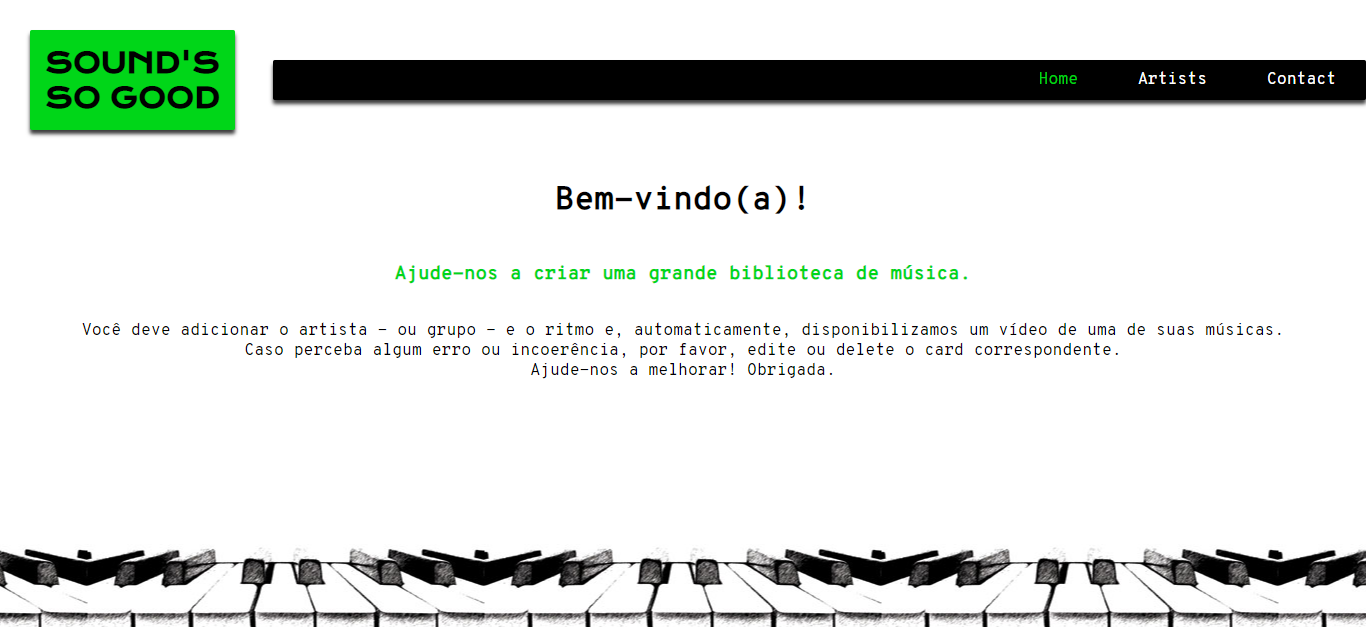 SOUND'S
SO GOOD
Home Artists Contact
Bem-vindo(a)!
Ajude-nos a criar uma grande biblioteca de música.
Você deve adicionar o artista - ou grupo - e o ritmo e, automaticamente, disponibilizamos um vídeo de uma de suas músicas.
Caso perceba algum erro ou incoerência, por favor, edite ou delete o card correspondente.
Ajude-nos a melhorar! Obrigada.